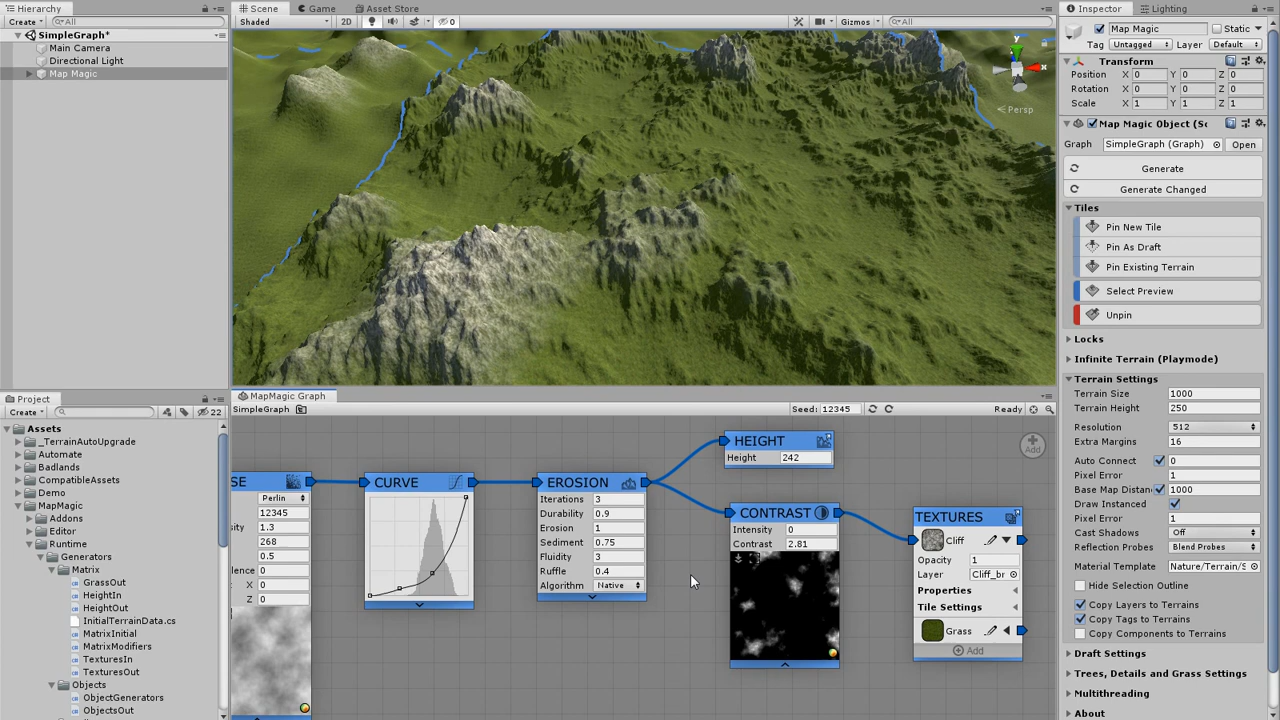 Hierarchy
Create
All
SimpleGraph*
Main Camera
Directional Light
Map Magic
Project
Create
22
Assets
_TerrainAutoUpgrade
Automate
Badlands
CompatibleAssets
Demo
MapMagic
Addons
Editor
Runtime
Generators
Matrix
GrassOut
HeightIn
HeightOut
InitialTerrainData.cs
MatrixInitial
MatrixModifiers
TexturesIn
TexturesOut
Objects
ObjectGenerators
ObjectsOut
Scene Game Asset Store
Shaded 2D 0 Gizmos All
y
x
Persp
MapMagic Graph
SimpleGraph Seed: 12345 Ready
Add
SE
Perlin
12345
sity 1.3
268
0.5
lence 0
X 0
Z 0
CURVE
EROSION
Iterations 3
Durability 0.9
Erosion 1
Sediment 0.75
Fluidity 3
Ruffle 0.4
Algorithm Native
HEIGHT
Height 242
CONTRAST
Intensity 0
Contrast 2.81
TEXTURES
Cliff
Opacity 1
Layer Cliff_br
Properties
Tile Settings
Grass
Add
Inspector Lighting
Map Magic Static
Tag Untagged Layer Default
Transform
Position X 0 Y 0 Z 0
Rotation X 0 Y 0 Z 0
Scale X 1 Y 1 Z 1
Map Magic Object (Sc
Graph SimpleGraph (Graph) Open
Generate
Generate Changed
Tiles
Pin New Tile
Pin As Draft
Pin Existing Terrain
Select Preview
Unpin
Locks
Infinite Terrain (Playmode)
Terrain Settings
Terrain Size 1000
Terrain Height 250
Resolution 512
Extra Margins 16
Auto Connect 0
Pixel Error 1
Base Map Distanc 1000
Draw Instanced
Pixel Error 1
Cast Shadows Off
Reflection Probes Blend Probes
Material Template Nature/Terrain/S
Hide Selection Outline
Copy Layers to Terrains
Copy Tags to Terrains
Copy Components to Terrains
Draft Settings
Trees, Details and Grass Settings
Multithreading
About